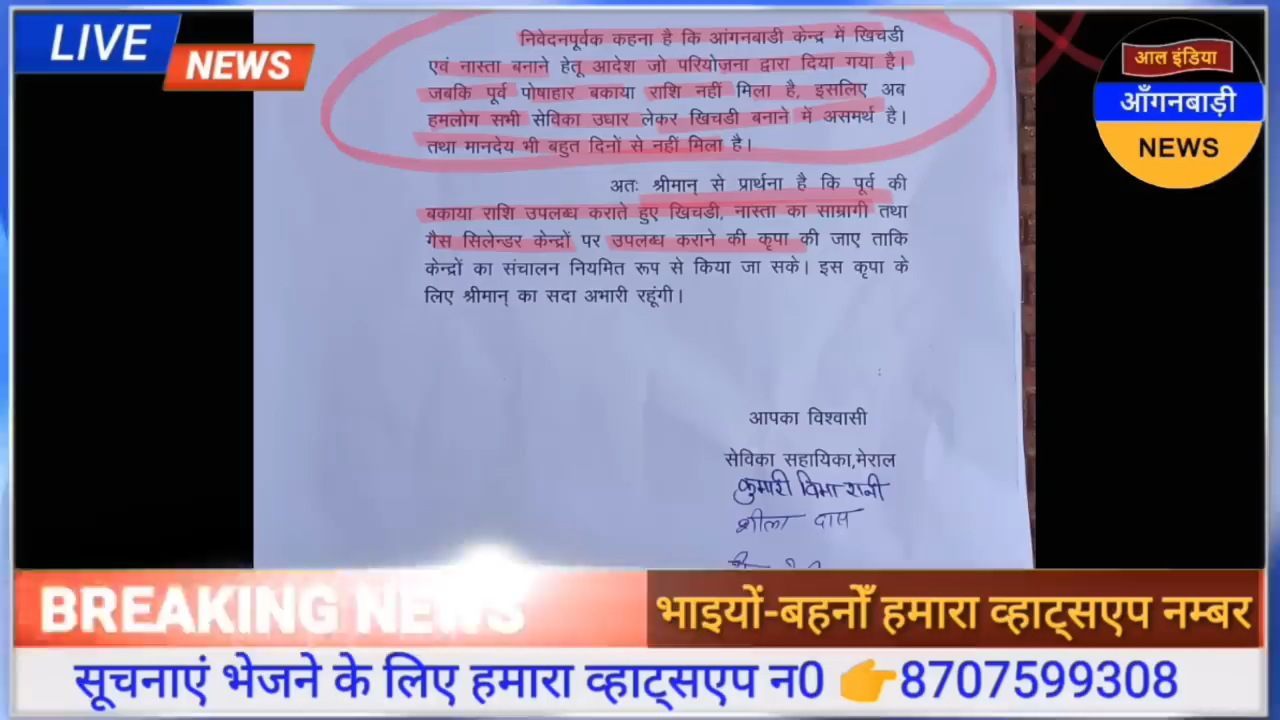 LIVE
NEWS
आल इंडिया
आँगनबाड़ी
NEWS
निवेदनपूर्वक कहना है कि आंगनबाडी केन्द्र में खिचडी
एवं नास्ता बनाने हेतू आदेश जो परियोजना द्वारा दिया गया है।
जबकि पूर्व पोषाहार बकाया राशि नहीं मिला है, इसलिए अब
हमलोग सभी सेविका उघार लेकर खिचडी बनाने में असमर्थ है।
तथा मानदेय भी बहुत दिनों से नहीं मिला है।
अतः श्रीमान् से प्रार्थना है कि पूर्व की
बकाया राशि उपलब्ध कराते हुए खिचडी, नास्ता का साम्रागी तथा
गैस सिलेन्डर केन्द्रों पर उपलब्ध कराने की कृपा की जाए ताकि
केन्द्रों का संचालन नियमित रूप से किया जा सके। इस कृपा के
लिए श्रीमान् का सदा अभारी रहूंगी।
आपका विश्वासी
सेविका सहायिका,मेराल
कुमारी विभा रानी
शीला दास
BREAKING NEWS
भाइयों-बहनोँ हमारा व्हाट्सएप नम्बर
सूचनाएं भेजने के लिए हमारा व्हाट्सएप न0 👉8707599308